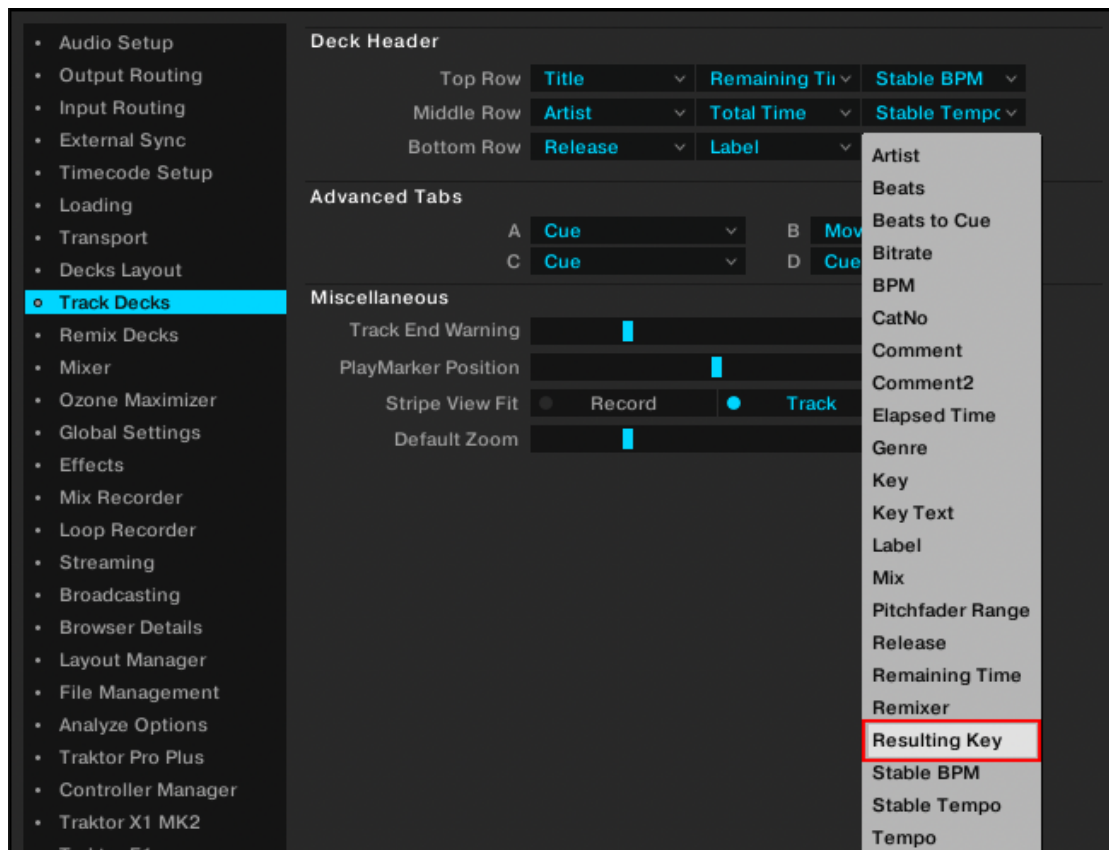 Audio Setup
Output Routing
Input Routing
External Sync
Timecode Setup
Loading
Transport
Decks Layout
Track Decks
Remix Decks
Mixer
Ozone Maximizer
Global Settings
Effects
Mix Recorder
Loop Recorder
Streaming
Broadcasting
Browser Details
Layout Manager
File Management
Analyze Options
Traktor Pro Plus
Controller Manager
Traktor X1 MK2
Deck Header
Top Row Title Remaining Stable BPM
Middle Row Artist Total Time Stable
Bottom Row Release Label
Advanced Tabs
A Cue B Mov
C Cue D Cue
Miscellaneous
Track End Warning
PlayMarker Position
Stripe View Fit Record Track
Default Zoom
Artist
Beats
Beats to Cue
Bitrate
BPM
CatNo
Comment
Comment2
Elapsed Time
Genre
Key
Key Text
Label
Mix
Pitchfader Range
Release
Remaining Time
Remixer
Resulting Key
Stable BPM
Stable Tempo
Tempo